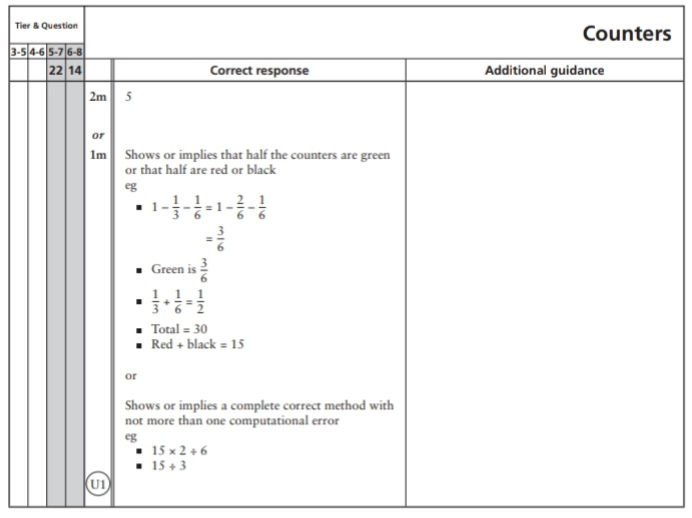 Tier & Question
Counters
3-5 4-6 5-7 6-8
22 14
Correct response
Additional guidance
2m 5
or
1m Shows or implies that half the counters are green
or that half are red or black
eg
▪ 1 – 1/3 – 1/6 = 1 – 2/6 – 1/6
= 3/6
▪ Green is 3/6
▪ 1/3 + 1/6 = 1/2
▪ Total = 30
▪ Red + black = 15
or
Shows or implies a complete correct method with
not more than one computational error
eg
▪ 15 × 2 ÷ 6
▪ 15 ÷ 3
U1